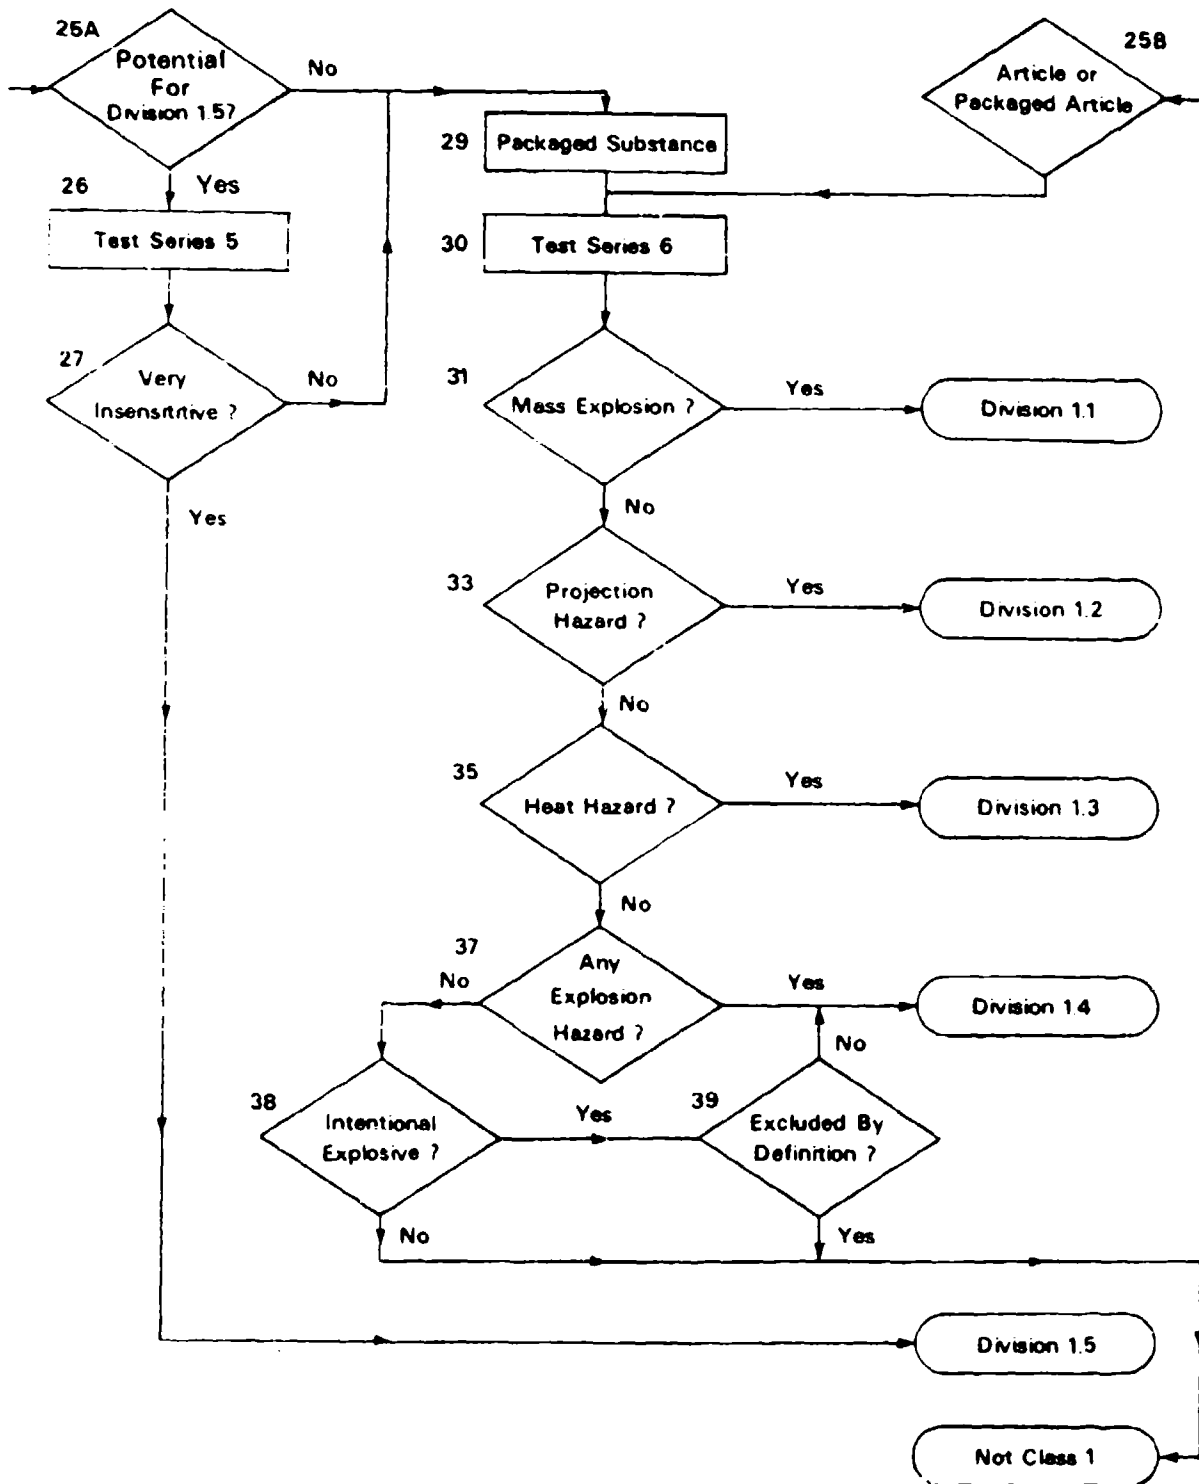 25A
Potential
For
Division 1.5?
No
25B
Article or
Packaged Article
29
Packaged Substance
26
Yes
Test Series 5
30
Test Series 6
27
Very
Insensititive ?
No
31
Mass Explosion ?
Yes
Division 1.1
Yes
No
33
Projection
Hazard ?
Yes
Division 1.2
No
35
Heat Hazard ?
Yes
Division 1.3
No
37
Any
Explosion
Hazard ?
No
Yes
Division 1.4
No
38
Intentional
Explosive ?
Yes
39
Excluded By
Definition ?
No
Yes
Division 1.5
Not Class 1